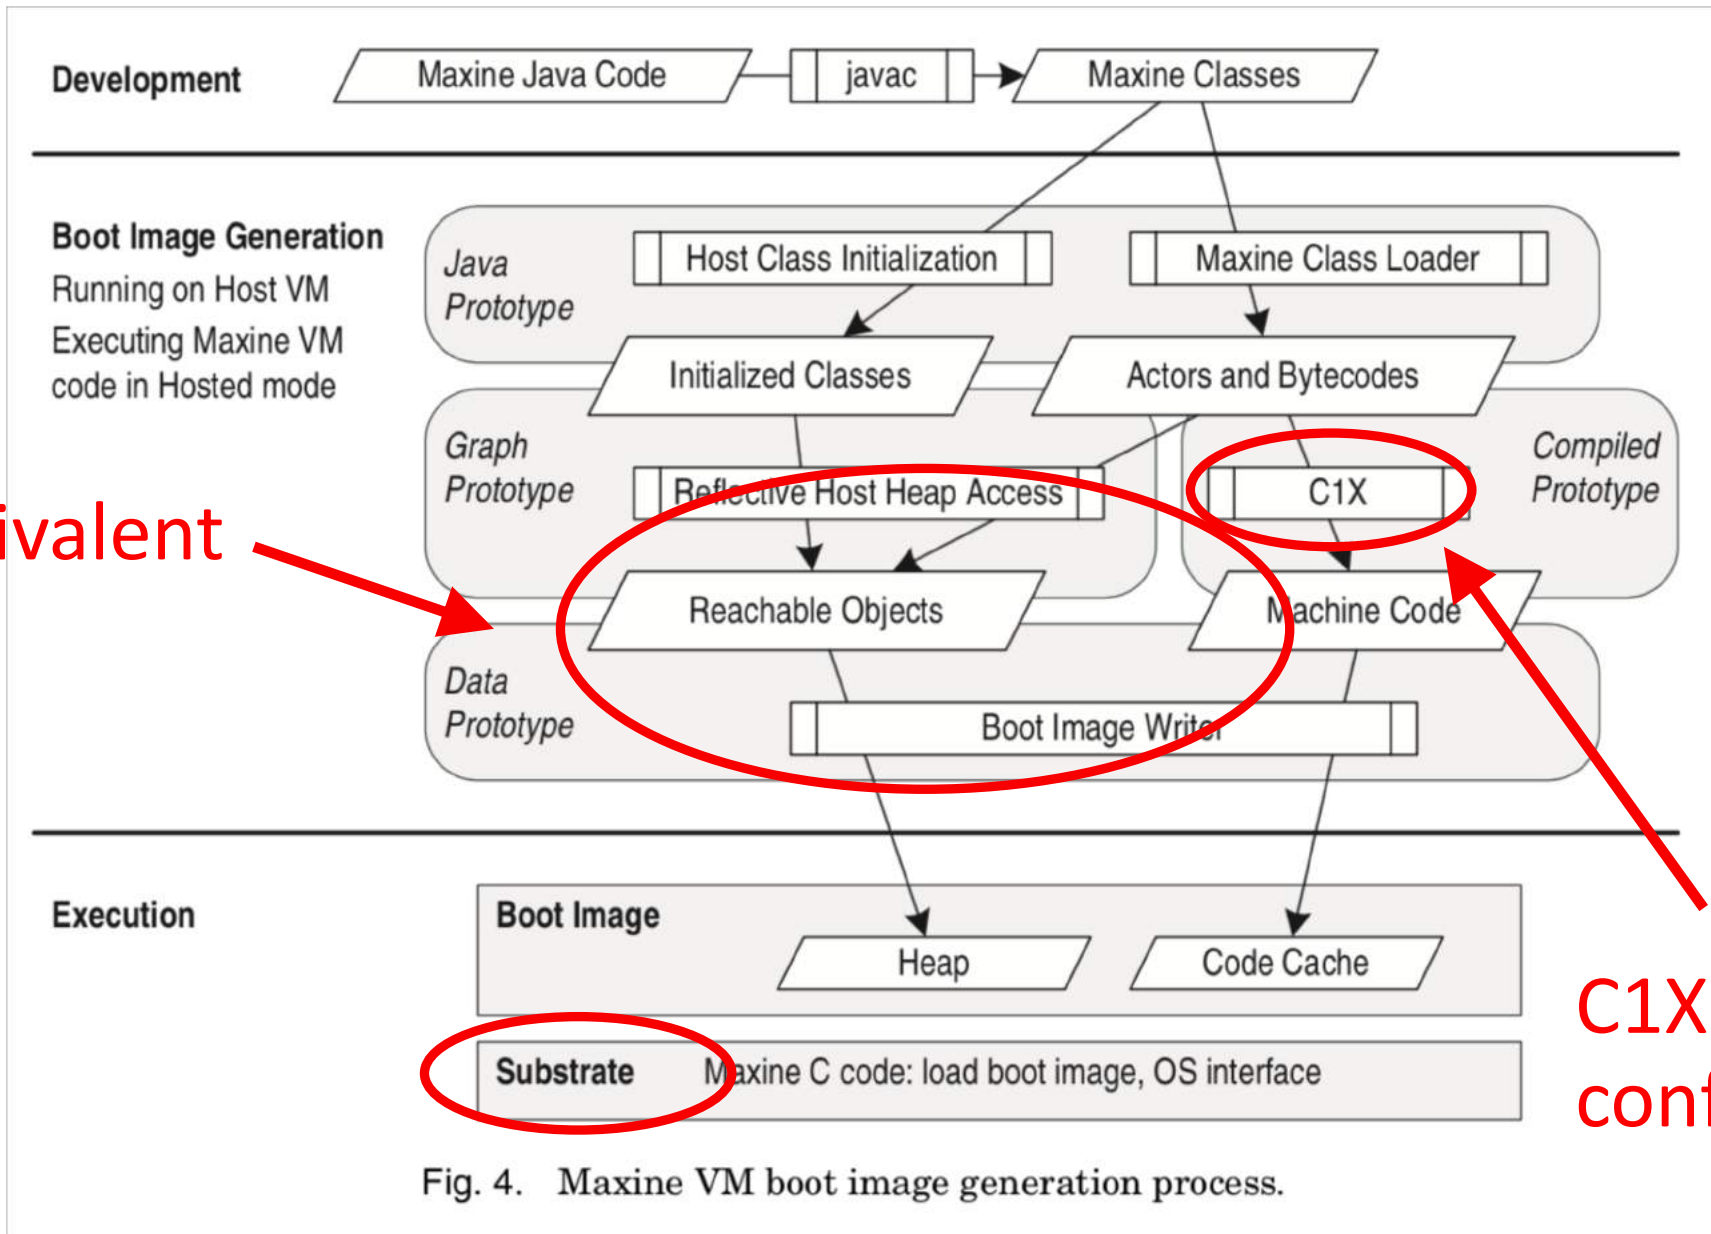 Development
Maxine Java Code
javac
Maxine Classes
Boot Image Generation
Running on Host VM
Executing Maxine VM
code in Hosted mode
Java
Prototype
Host Class Initialization
Maxine Class Loader
Initialized Classes
Actors and Bytecodes
Graph
Prototype
Reflective Host Heap Access
C1X
Compiled
Prototype
ivalent
Reachable Objects
Machine Code
Data
Prototype
Boot Image Writer
Execution
Boot Image
Heap
Code Cache
C1X
conf
Substrate
Maxine C code: load boot image, OS interface
Fig. 4. Maxine VM boot image generation process.